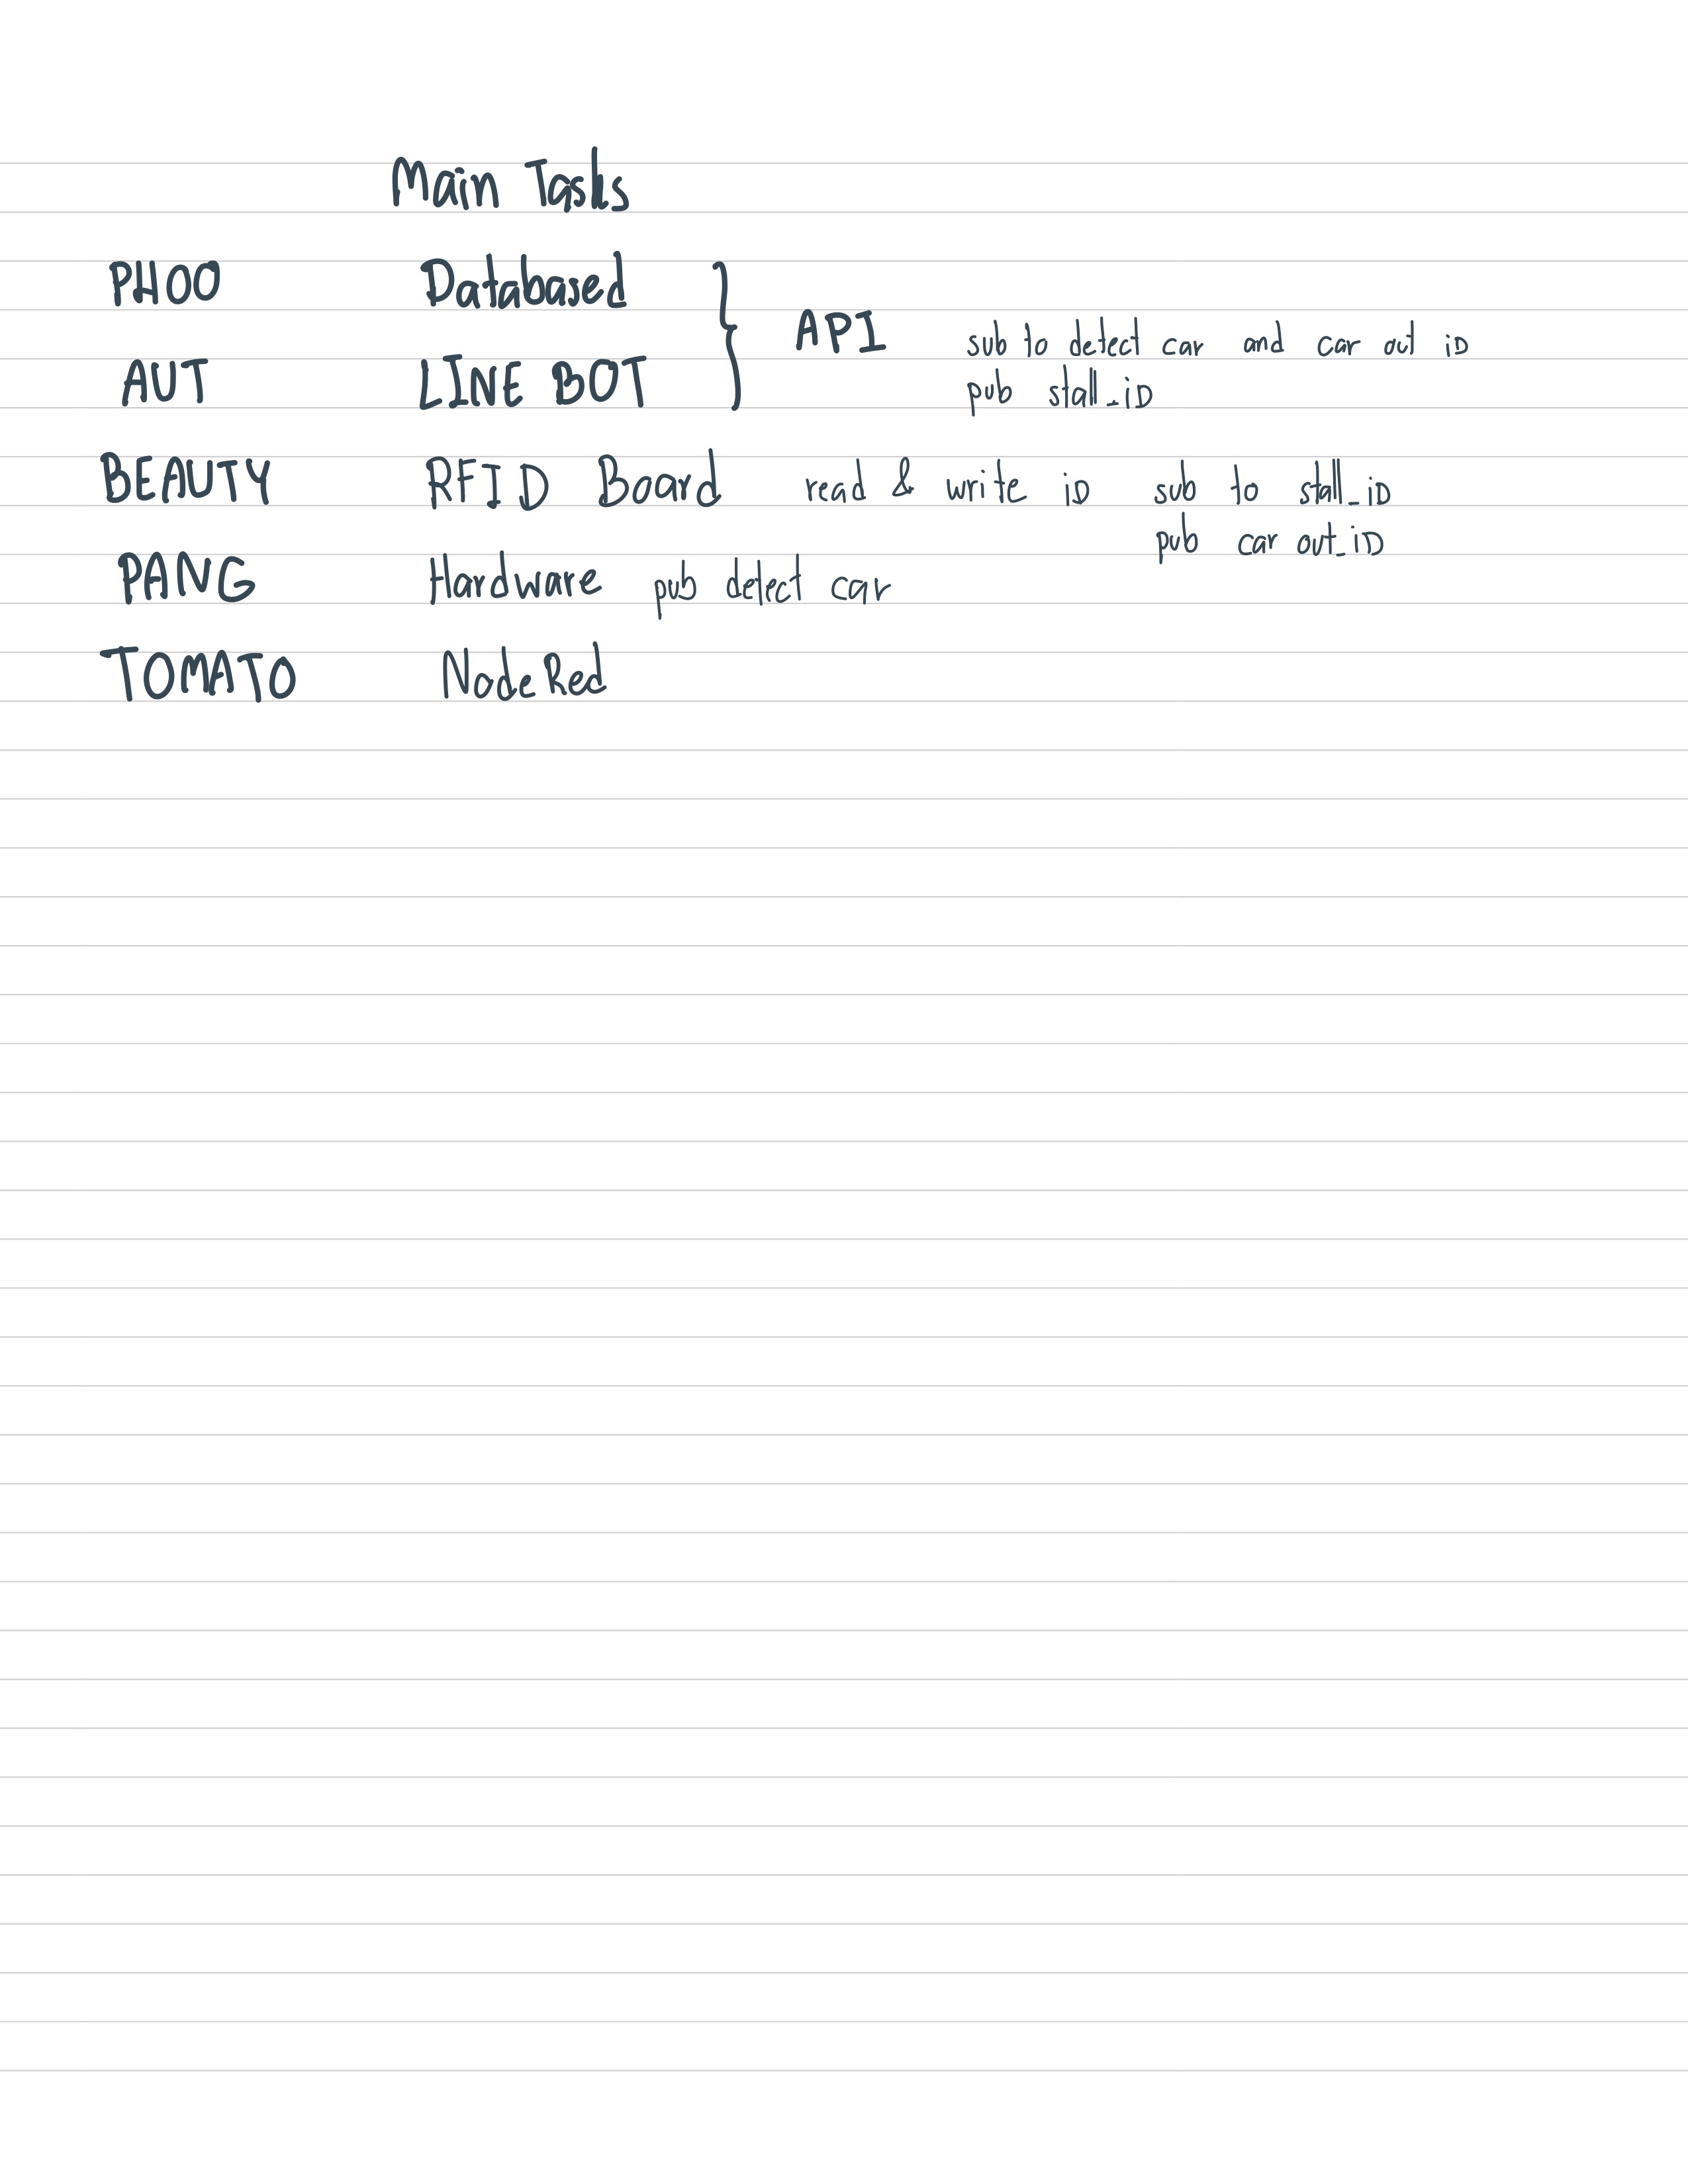 Main Tasks
PHOO Databased
API sub to detect car and car out iD
AUT LINE BOT pub stall_iD
BEAUTY RFID Board read & write iD sub to stall_iD
pub car out_iD
PANG Hardware pub detect car
TOMATO NodeRed